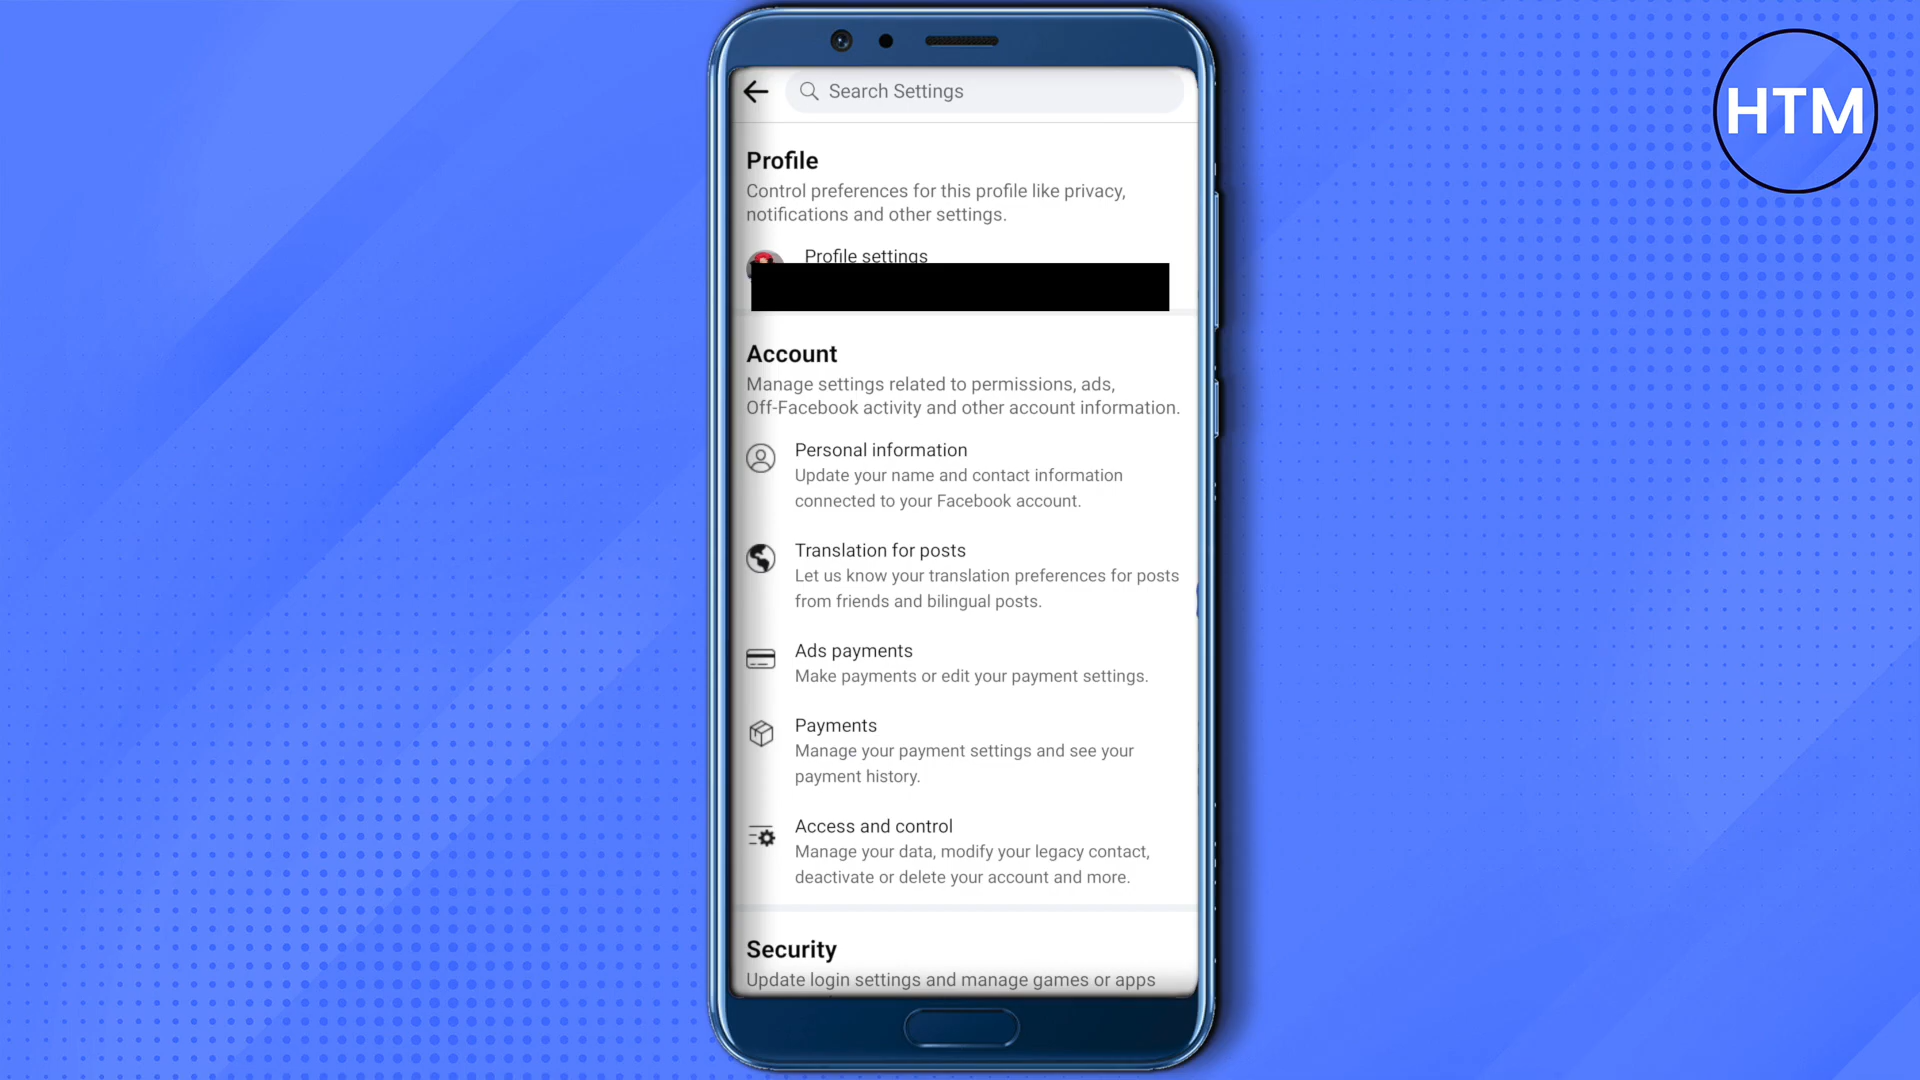 HTM
Search Settings
Profile
Control preferences for this profile like privacy,
notifications and other settings.
Profile settings
Account
Manage settings related to permissions, ads,
Off-Facebook activity and other account information.
Personal information
Update your name and contact information
connected to your Facebook account.
Translation for posts
Let us know your translation preferences for posts
from friends and bilingual posts.
Ads payments
Make payments or edit your payment settings.
Payments
Manage your payment settings and see your
payment history.
Access and control
Manage your data, modify your legacy contact,
deactivate or delete your account and more.
Security
Update login settings and manage games or apps